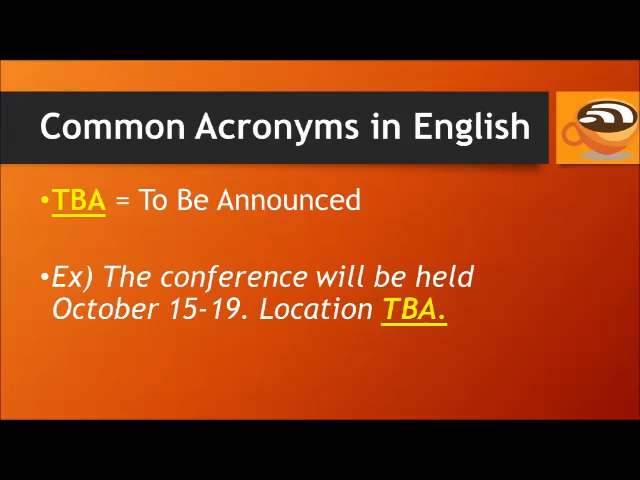 Common Acronyms in English
•TBA = To Be Announced
•Ex) The conference will be held
October 15-19. Location TBA.